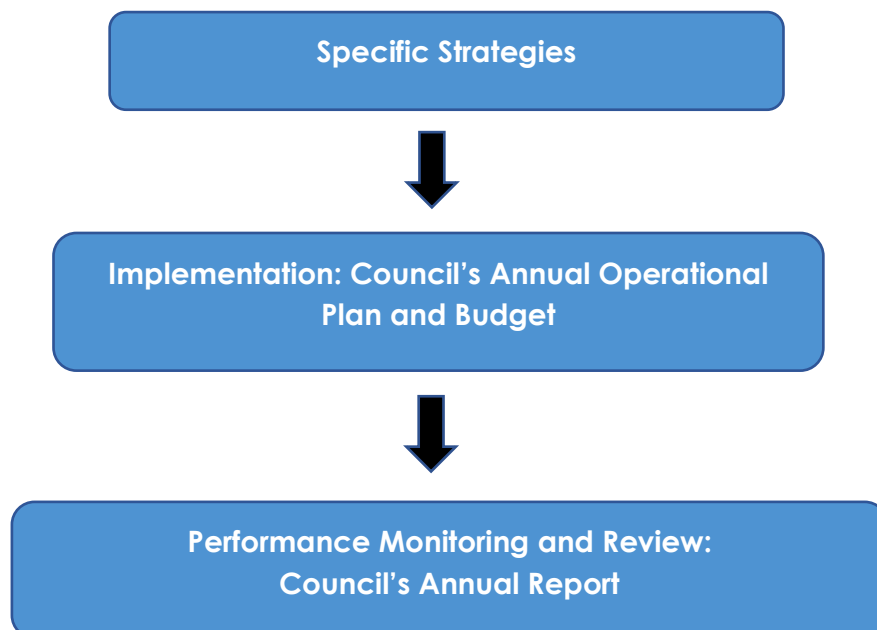 Specific Strategies
Implementation: Council’s Annual Operational
Plan and Budget
Performance Monitoring and Review:
Council’s Annual Report